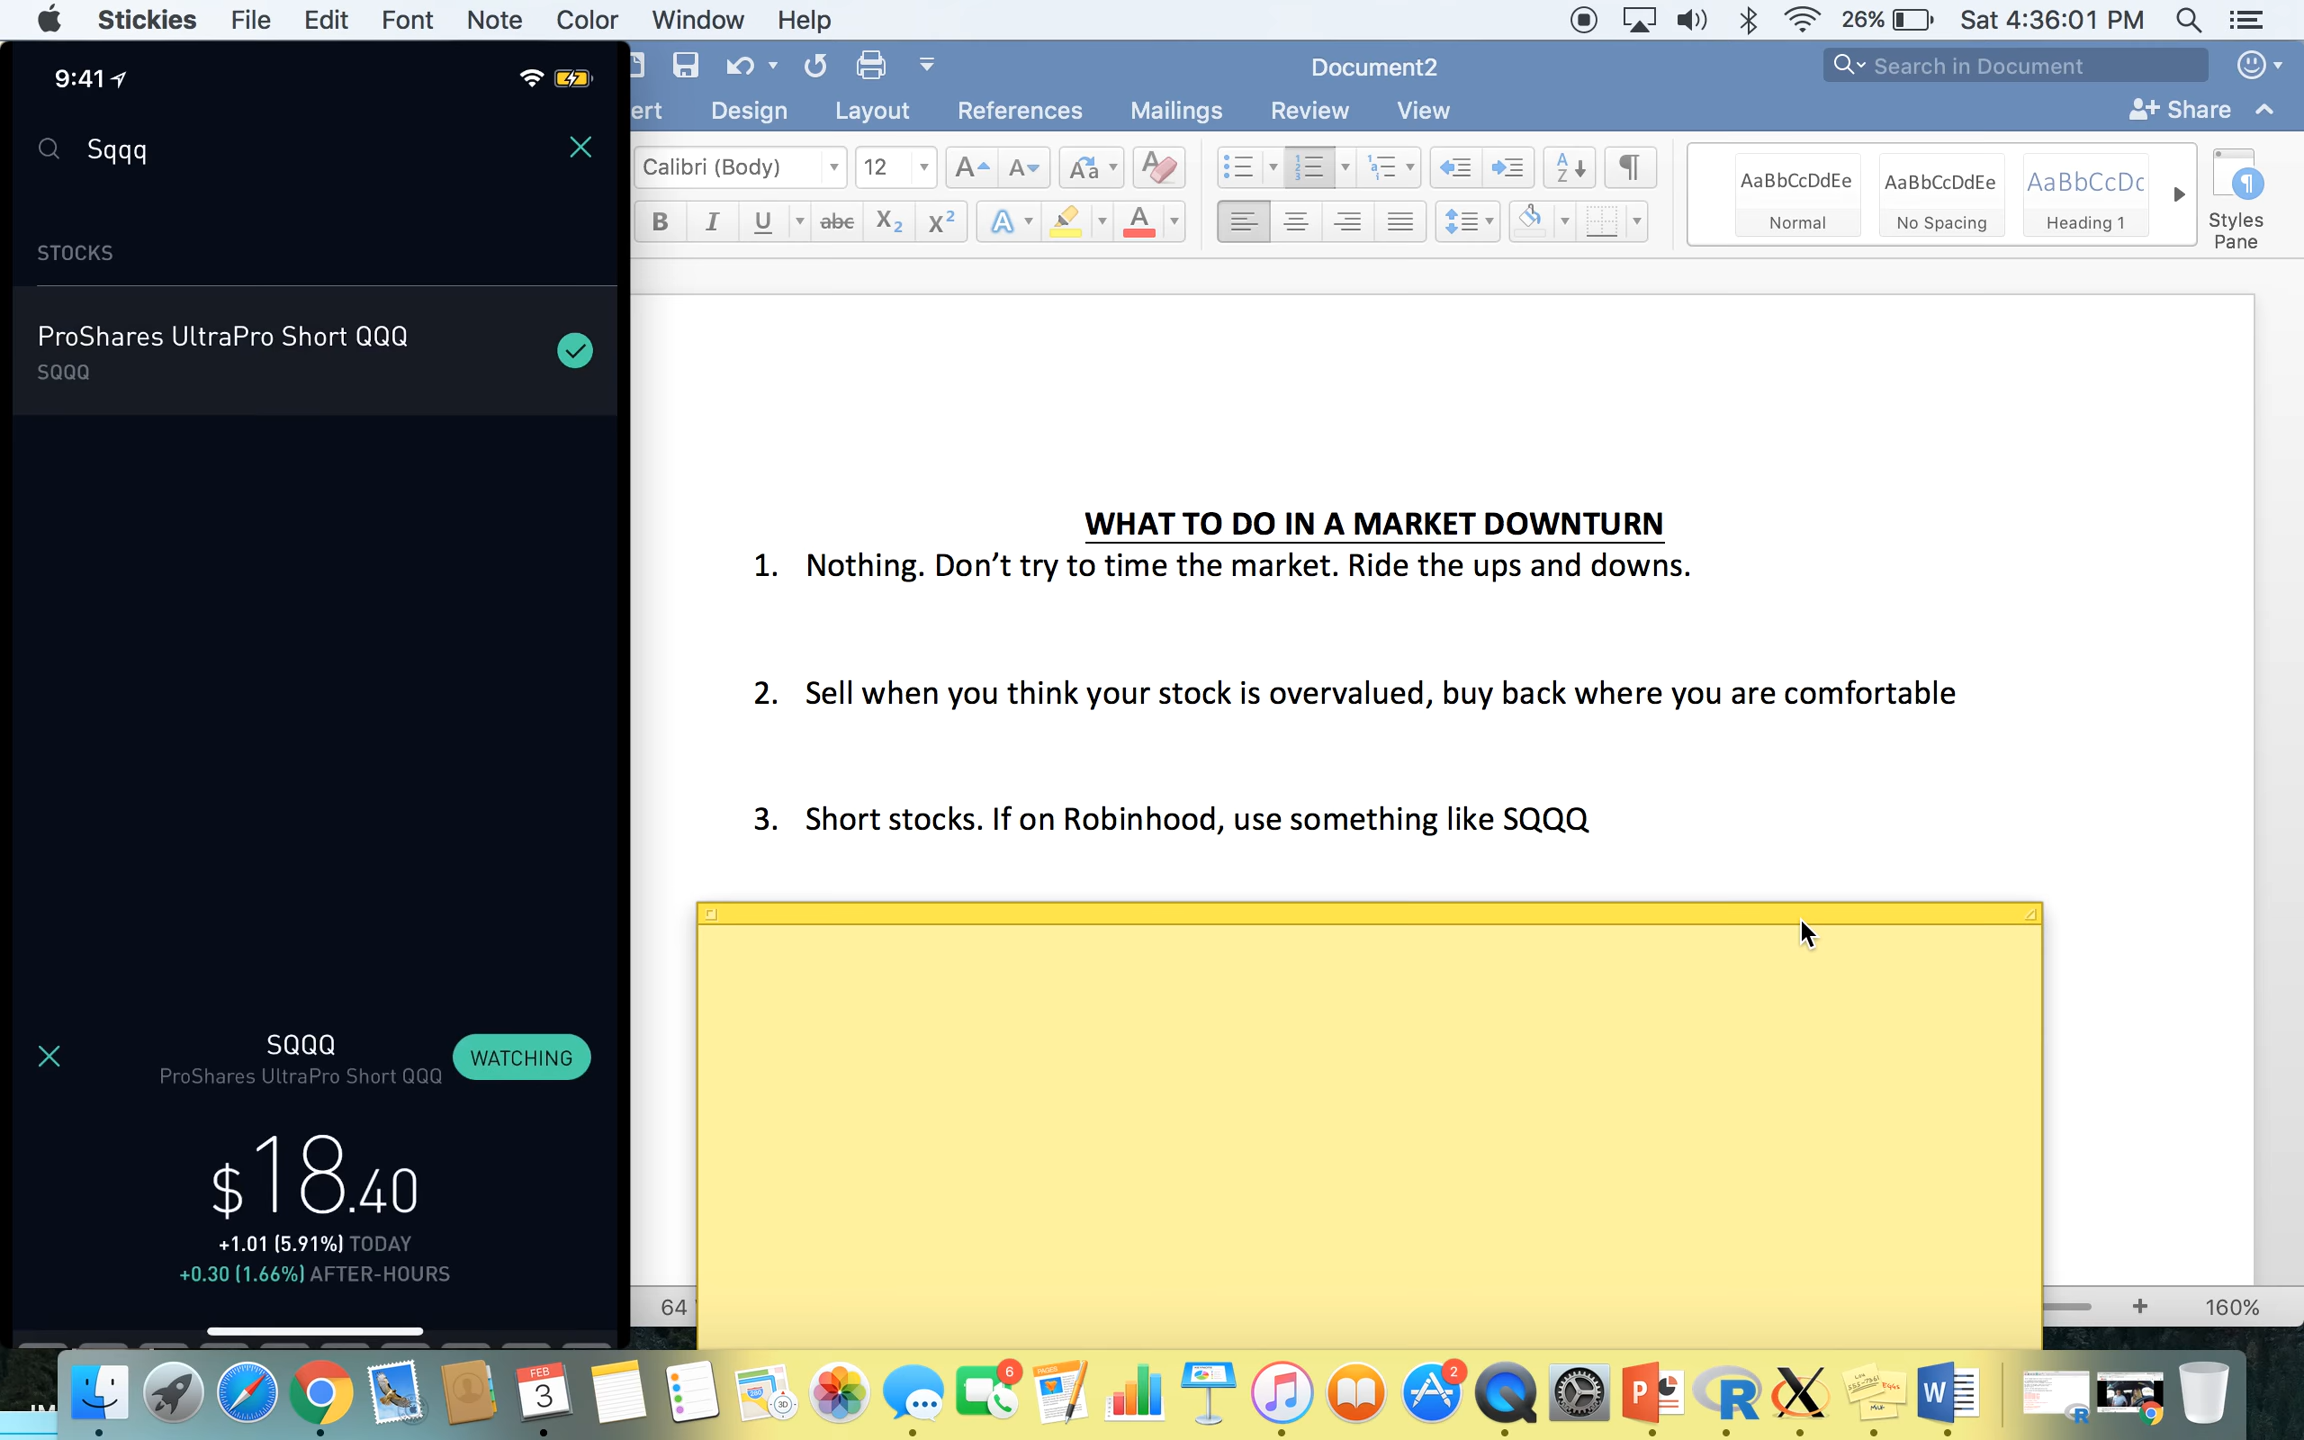 Stickies File Edit Font Note Color Window Help
26% Sat 4:36:01 PM
9:41
Sqqq
STOCKS
ProShares UltraPro Short QQQ
SQQQ
SQQQ
ProShares UltraPro Short QQQ
WATCHING
$18.40
+1.01 (5.91%) TODAY
+0.30 (1.66%) AFTER-HOURS
Document2
Search in Document
ert Design Layout References Mailings Review View
Share
Calibri (Body) 12
AaBbCcDdEe AaBbCcDdEe AaBbCcDc
Normal No Spacing Heading 1
Styles
Pane
WHAT TO DO IN A MARKET DOWNTURN
1. Nothing. Don’t try to time the market. Ride the ups and downs.
2. Sell when you think your stock is overvalued, buy back where you are comfortable
3. Short stocks. If on Robinhood, use something like SQQQ
64
160%
FEB
3
6
PAGES
2